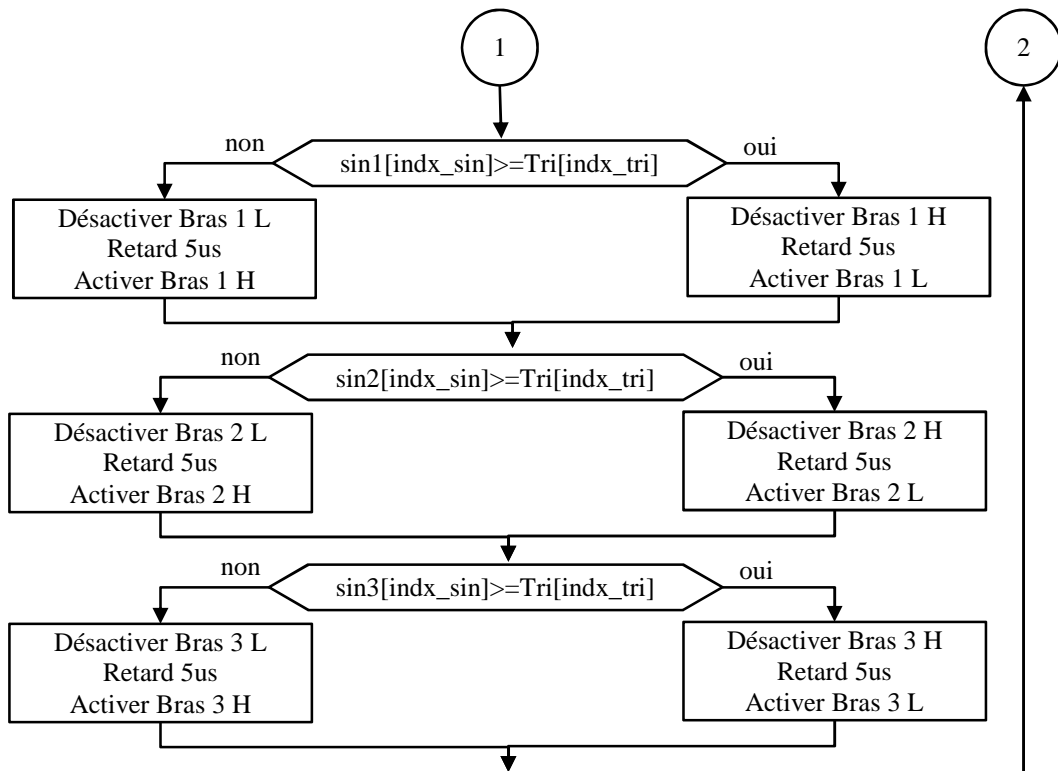 1
2
non
oui
sin1[indx_sin]>=Tri[indx_tri]
Désactiver Bras 1 L
Retard 5us
Activer Bras 1 H
Désactiver Bras 1 H
Retard 5us
Activer Bras 1 L
non
oui
sin2[indx_sin]>=Tri[indx_tri]
Désactiver Bras 2 L
Retard 5us
Activer Bras 2 H
Désactiver Bras 2 H
Retard 5us
Activer Bras 2 L
non
oui
sin3[indx_sin]>=Tri[indx_tri]
Désactiver Bras 3 L
Retard 5us
Activer Bras 3 H
Désactiver Bras 3 H
Retard 5us
Activer Bras 3 L